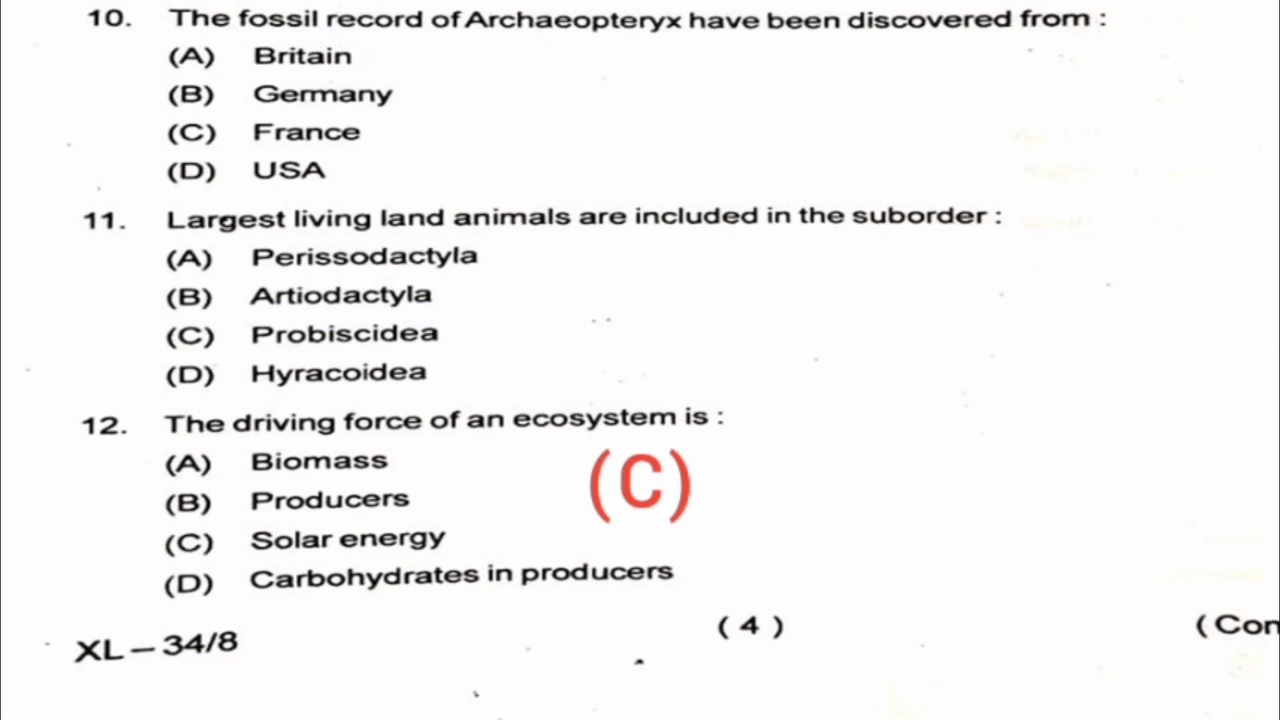 10. The fossil record of Archaeopteryx have been discovered from :
(A) Britain
(B) Germany
(C) France
(D) USA
11. Largest living land animals are included in the suborder :
(A) Perissodactyla
(B) Artiodactyla
(C) Probiscidea
(D) Hyracoidea
12. The driving force of an ecosystem is :
(A) Biomass
(C)
(B) Producers
(C) Solar energy
(D) Carbohydrates in producers
XL – 34/8
( 4 )
( Con